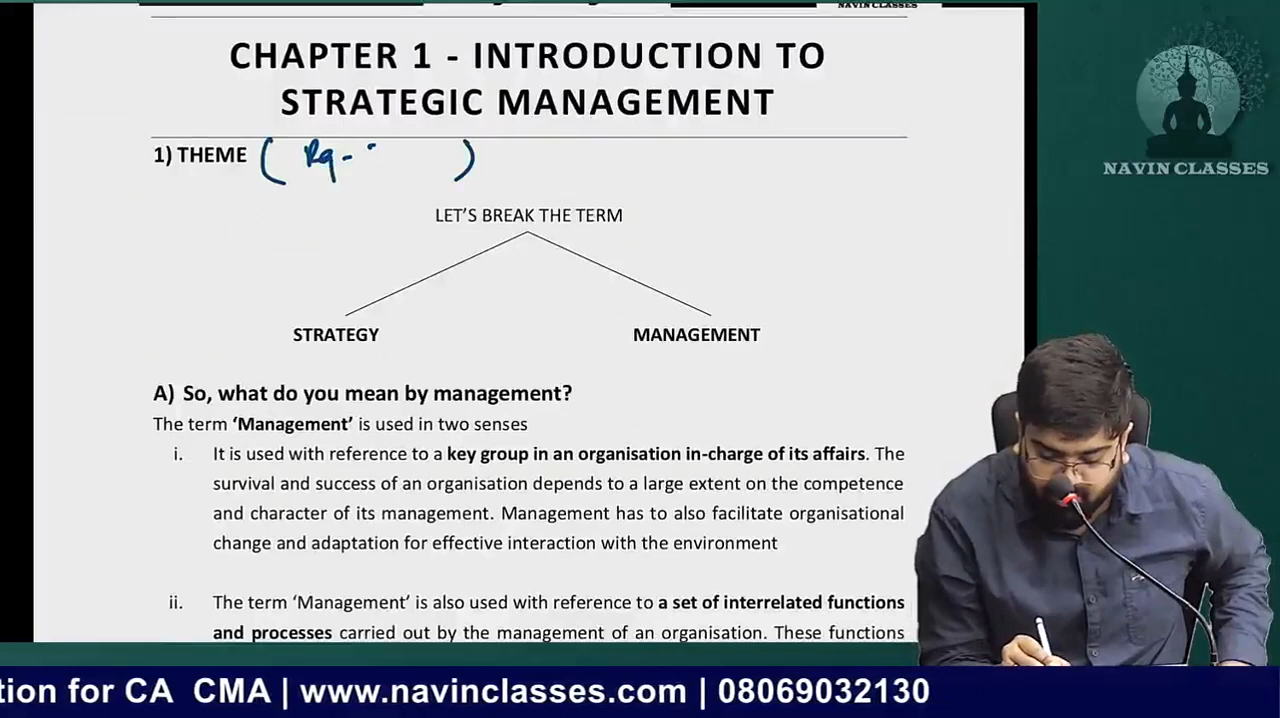 NAVIN CLASSES
CHAPTER 1 - INTRODUCTION TO
STRATEGIC MANAGEMENT
NAVIN CLASSES
1) THEME ( )
LET'S BREAK THE TERM
STRATEGY
MANAGEMENT
A) So, what do you mean by management?
The term ‘Management’ is used in two senses
i. It is used with reference to a key group in an organisation in-charge of its affairs. The
survival and success of an organisation depends to a large extent on the competence
and character of its management. Management has to also facilitate organisational
change and adaptation for effective interaction with the environment
ii. The term ‘Management’ is also used with reference to a set of interrelated functions
and processes carried out by the management of an organisation. These functions
tion for CA CMA | www.navinclasses.com | 08069032130